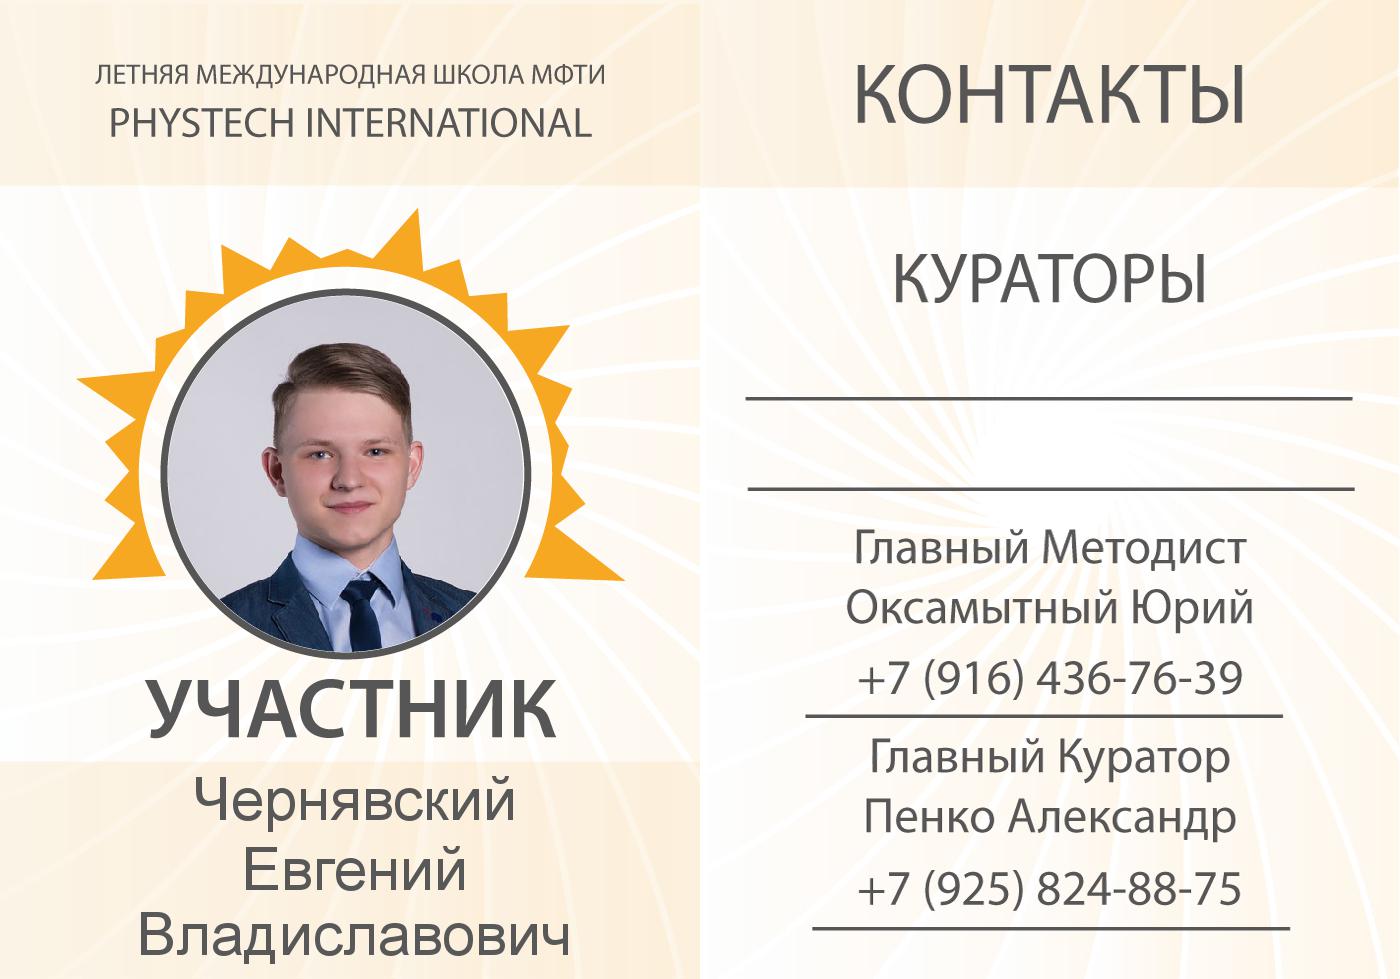 ЛЕТНЯЯ МЕЖДУНАРОДНАЯ ШКОЛА МФТИ
PHYSTECH INTERNATIONAL
УЧАСТНИК
Чернявский
Евгений
Владиславович
КОНТАКТЫ
КУРАТОРЫ
Главный Методист
Оксамытный Юрий
+7 (916) 436-76-39
Главный Куратор
Пенко Александр
+7 (925) 824-88-75